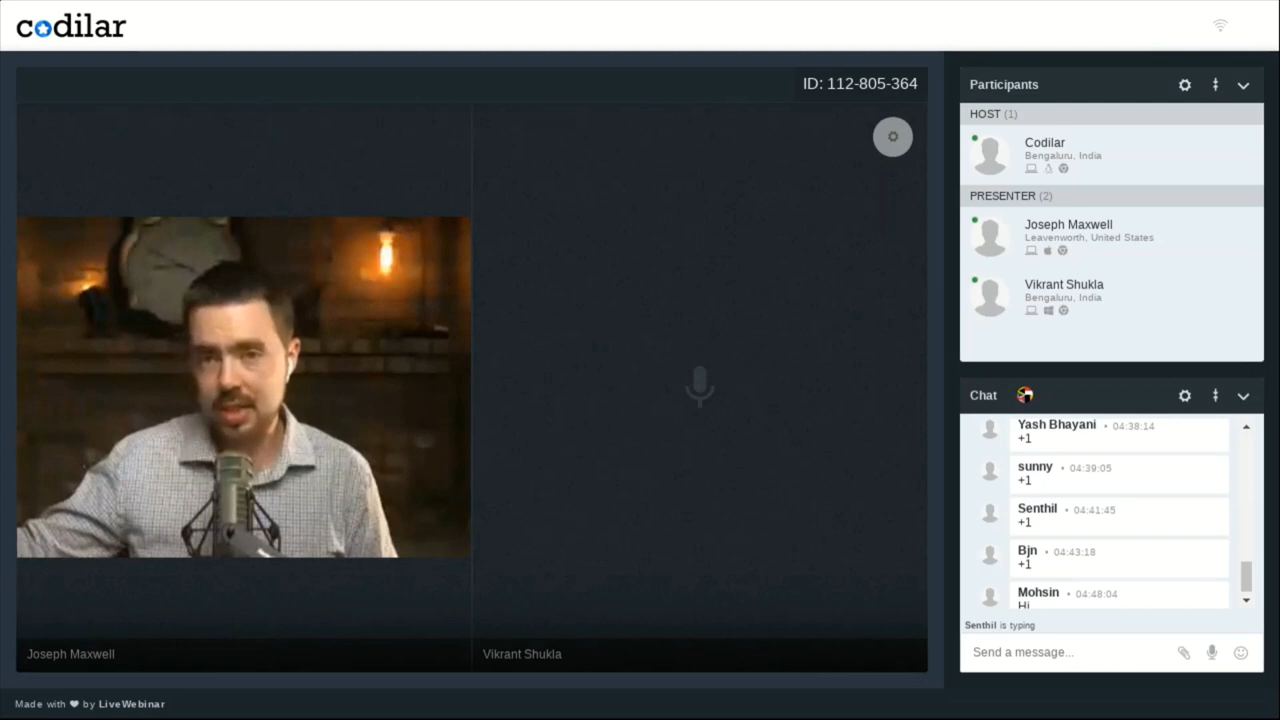 codilar
ID: 112-805-364
Joseph Maxwell
Vikrant Shukla
Participants
HOST (1)
Codilar
Bengaluru, India
PRESENTER (2)
Joseph Maxwell
Leavenworth, United States
Vikrant Shukla
Bengaluru, India
Chat
Yash Bhayani • 04:38:14
+1
sunny • 04:39:05
+1
Senthil • 04:41:45
+1
Bjn • 04:43:18
+1
Mohsin • 04:48:04
Hi
Senthil is typing
Send a message...
Made with ❤ by LiveWebinar